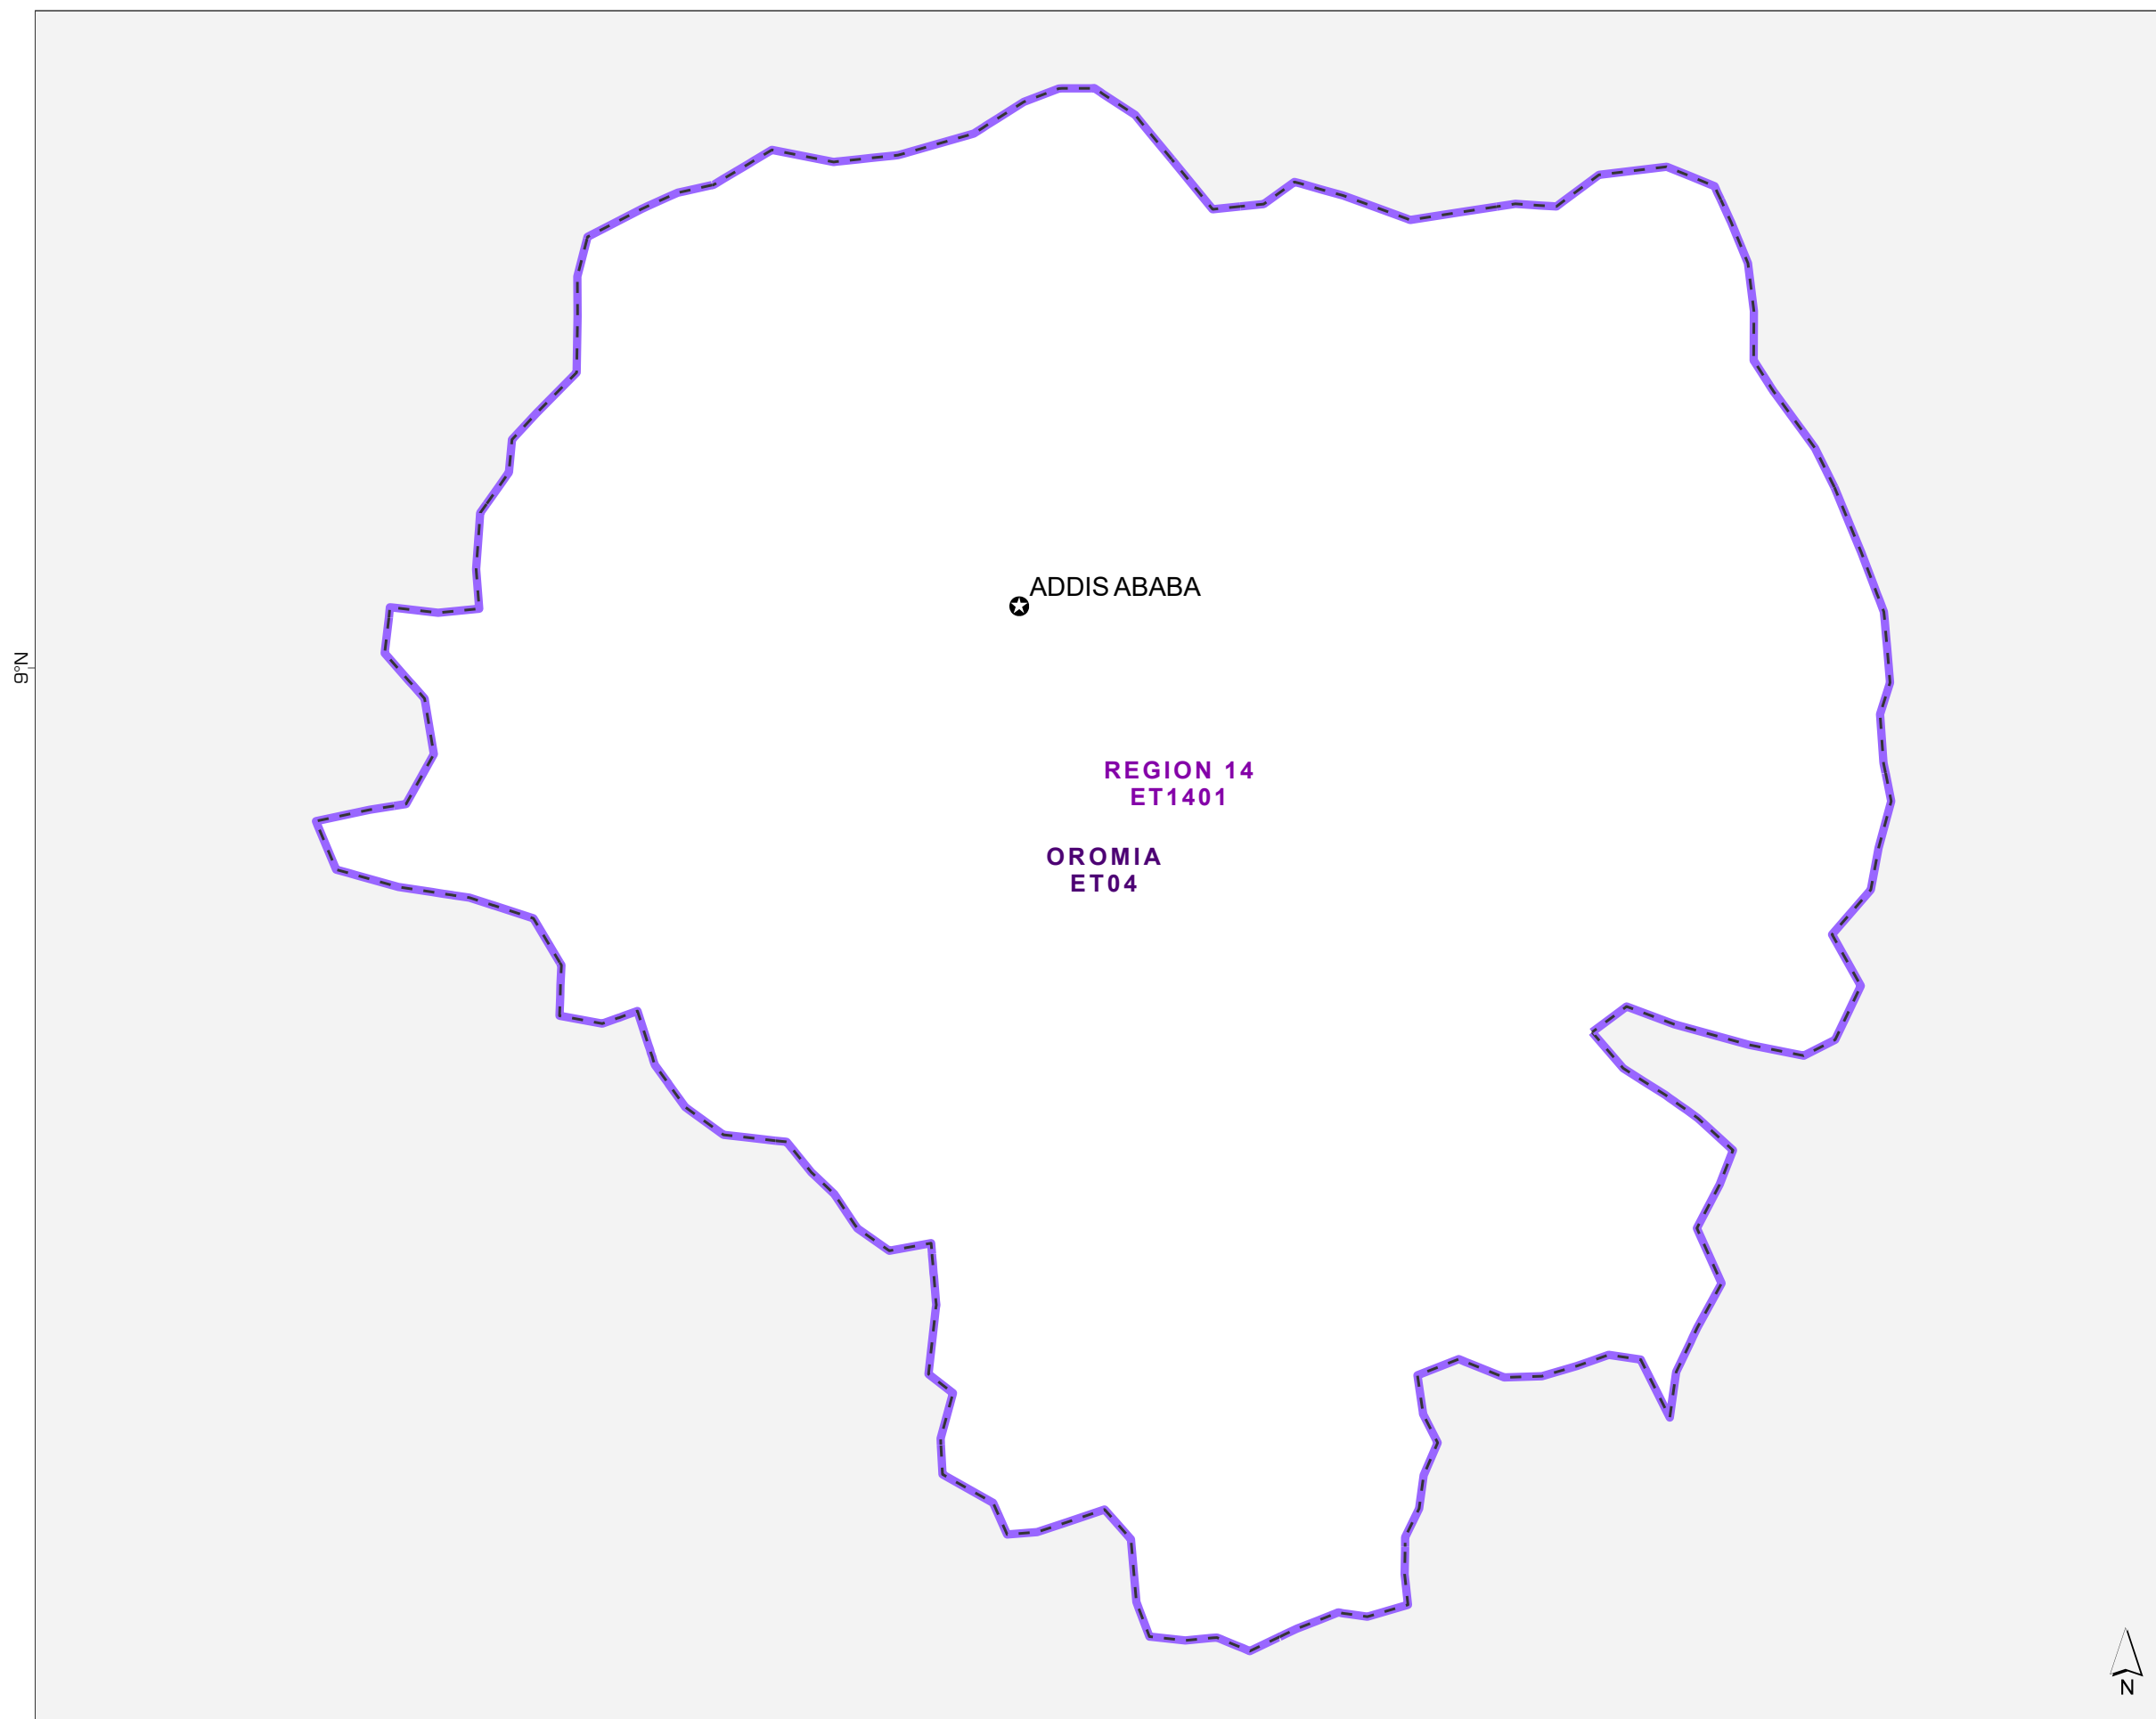 ADDIS ABABA
9°N
REGION 14
ET1401
OROMIA
ET04
N